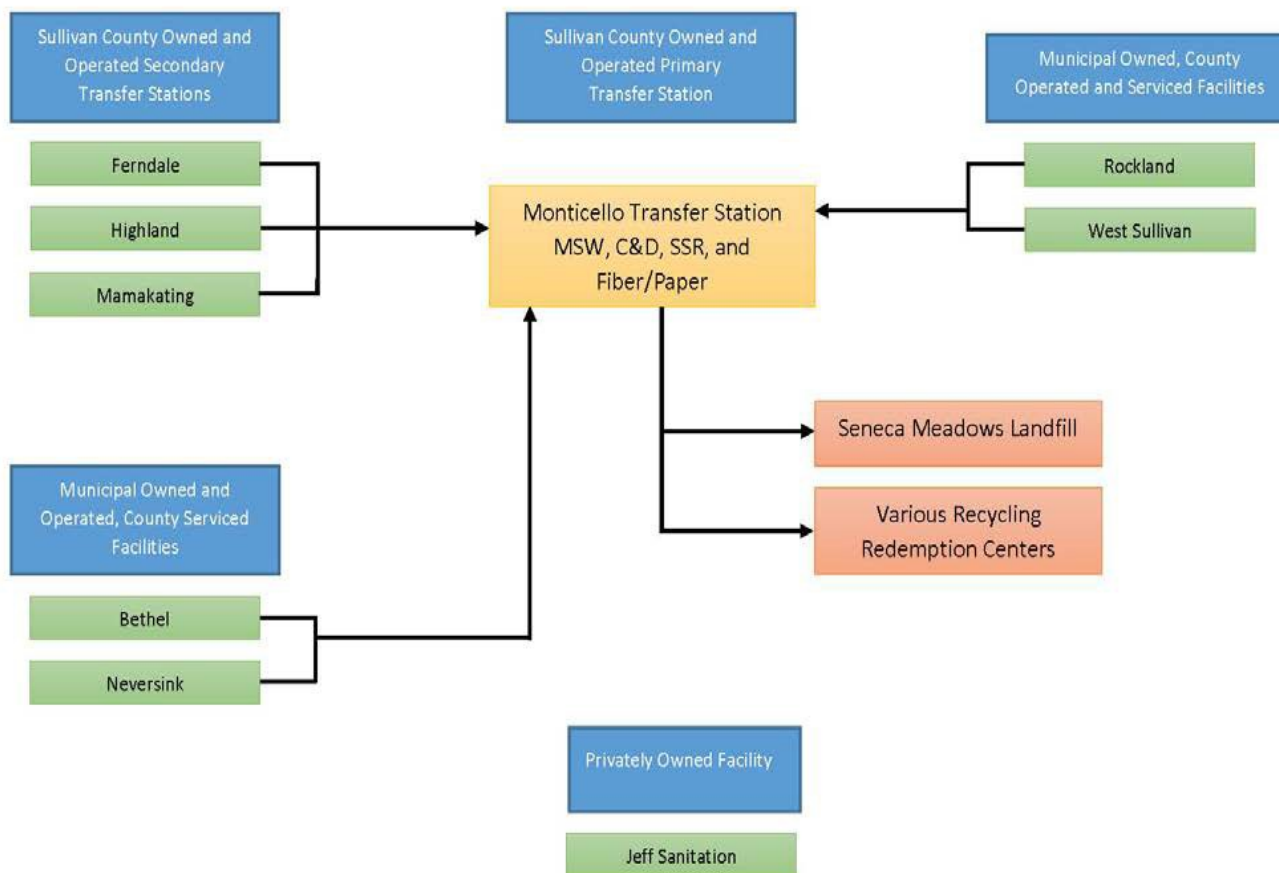 Sullivan County Owned and
Operated Secondary
Transfer Stations
Ferndale
Highland
Mamakating
Sullivan County Owned and
Operated Primary
Transfer Station
Monticello Transfer Station
MSW, C&D, SSR, and
Fiber/Paper
Municipal Owned, County
Operated and Serviced Facilities
Rockland
West Sullivan
Seneca Meadows Landfill
Various Recycling
Redemption Centers
Municipal Owned and
Operated, County Serviced
Facilities
Bethel
Neversink
Privately Owned Facility
Jeff Sanitation